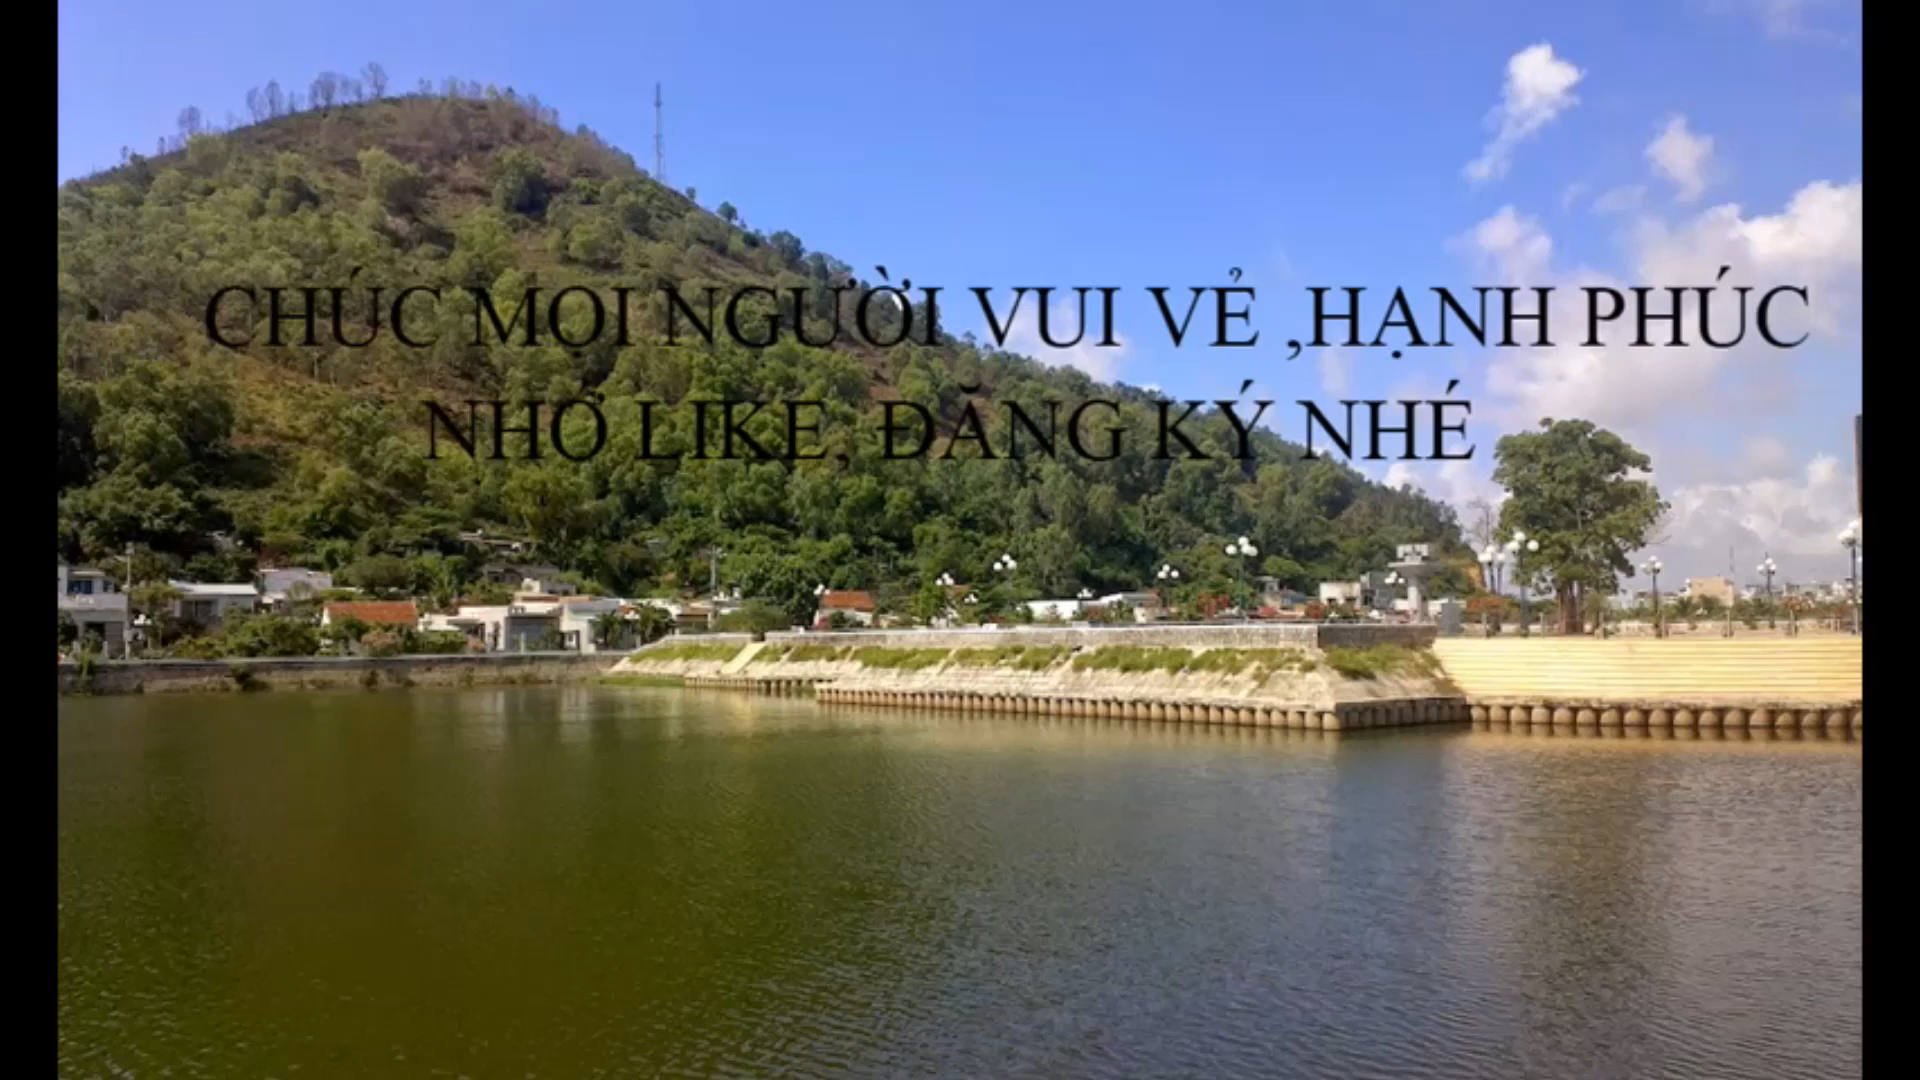 CHÚC MỌI NGƯỜI VUI VẺ ,HẠNH PHÚC
NHỚ LIKE, ĐĂNG KÝ NHÉ